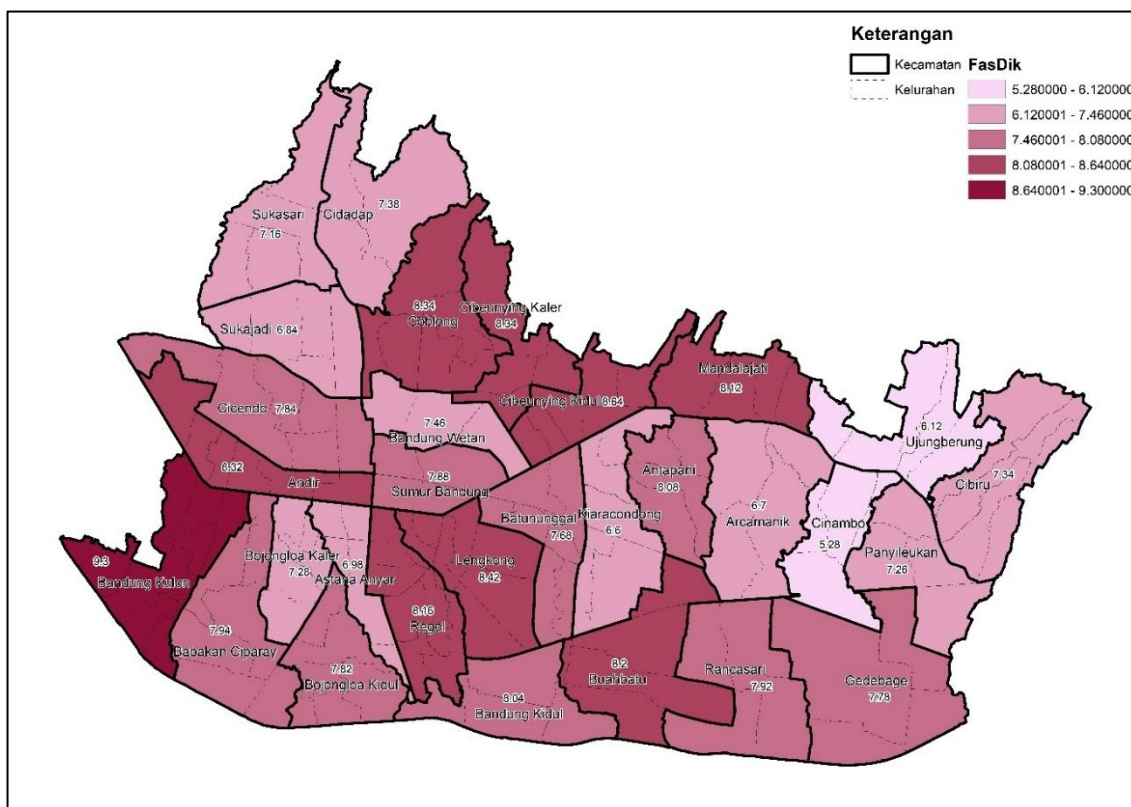 Keterangan
Kecamatan
Kelurahan
FasDik
5.280000 - 6.120000
6.120001 - 7.460000
7.460001 - 8.080000
8.080001 - 8.640000
8.640001 - 9.300000
Sukasari
7.16
Cidadap
7.38
Sukajadi 6.84
8.34
Coblong
Cibeunying Kaler
8.34
Mandalajati
8.12
Cibeunying Kidul 8.64
Cicendo 7.84
7.46
Bandung Wetan
6.12
Ujungberung
7.34
Cibiru
8.32
Andir
7.88
Sumur Bandung
Antapani
8.08
Batununggal
7.68
Kiaracondong
6.6
6.7
Arcamanik
Cinambo
5.28
Panyileukan
7.26
9.3
Bandung Kulon
Bojongloa Kaler
7.28
6.98
Astana Anyar
Lengkong
8.42
8.16
Regol
7.94
Babakan Ciparay
7.82
Bojongloa Kidul
8.04
Bandung Kidul
8.2
Buahbatu
Rancasari
7.92
Gedebage
7.78